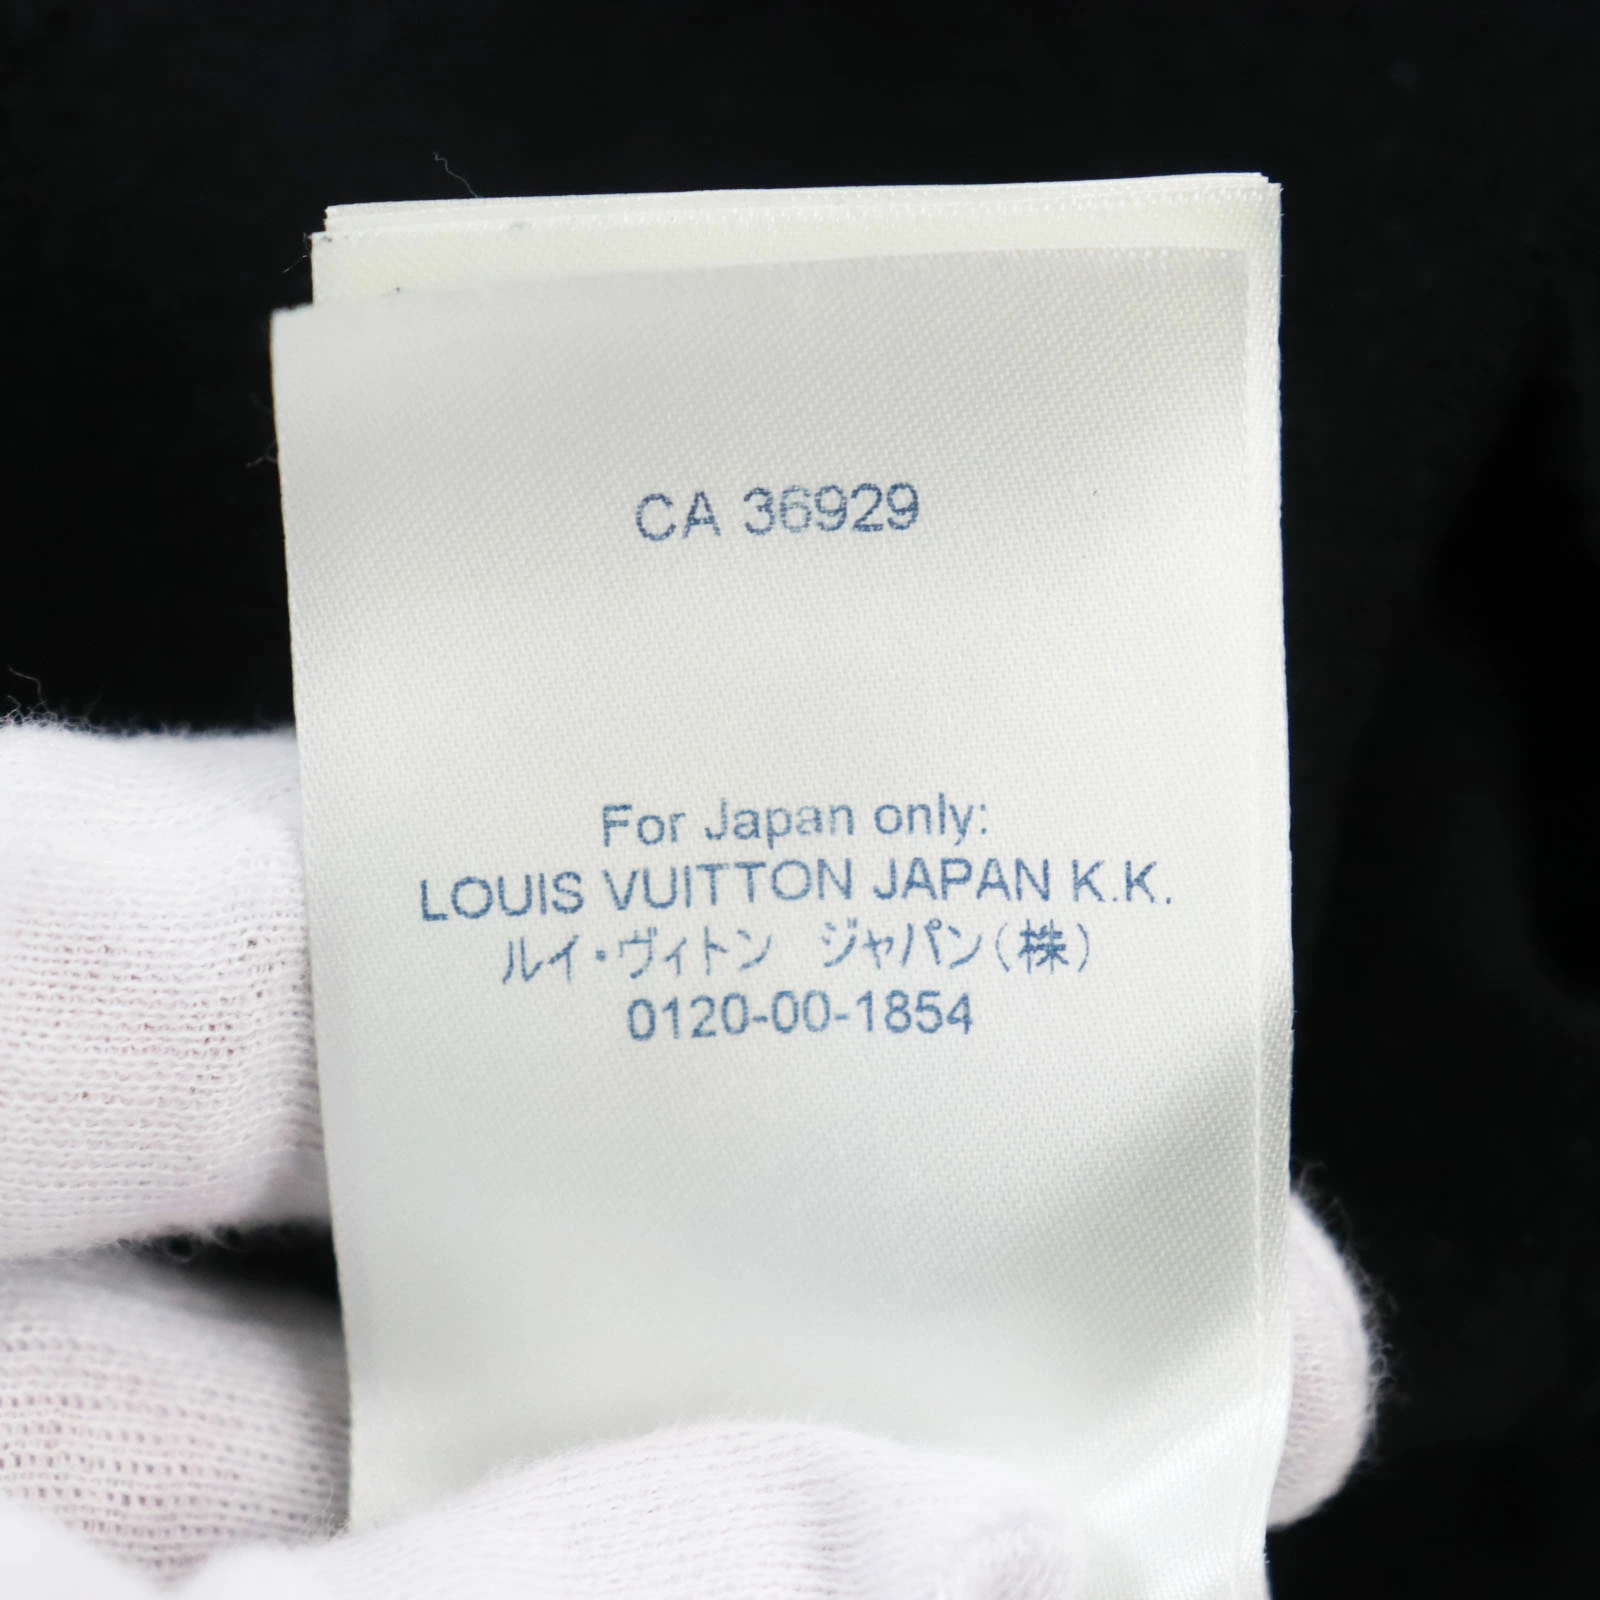 CA 36929
For Japan only:
LOUIS VUITTON JAPAN K.K.
ルイ・ヴィトン ジャパン(株)
0120-00-1854